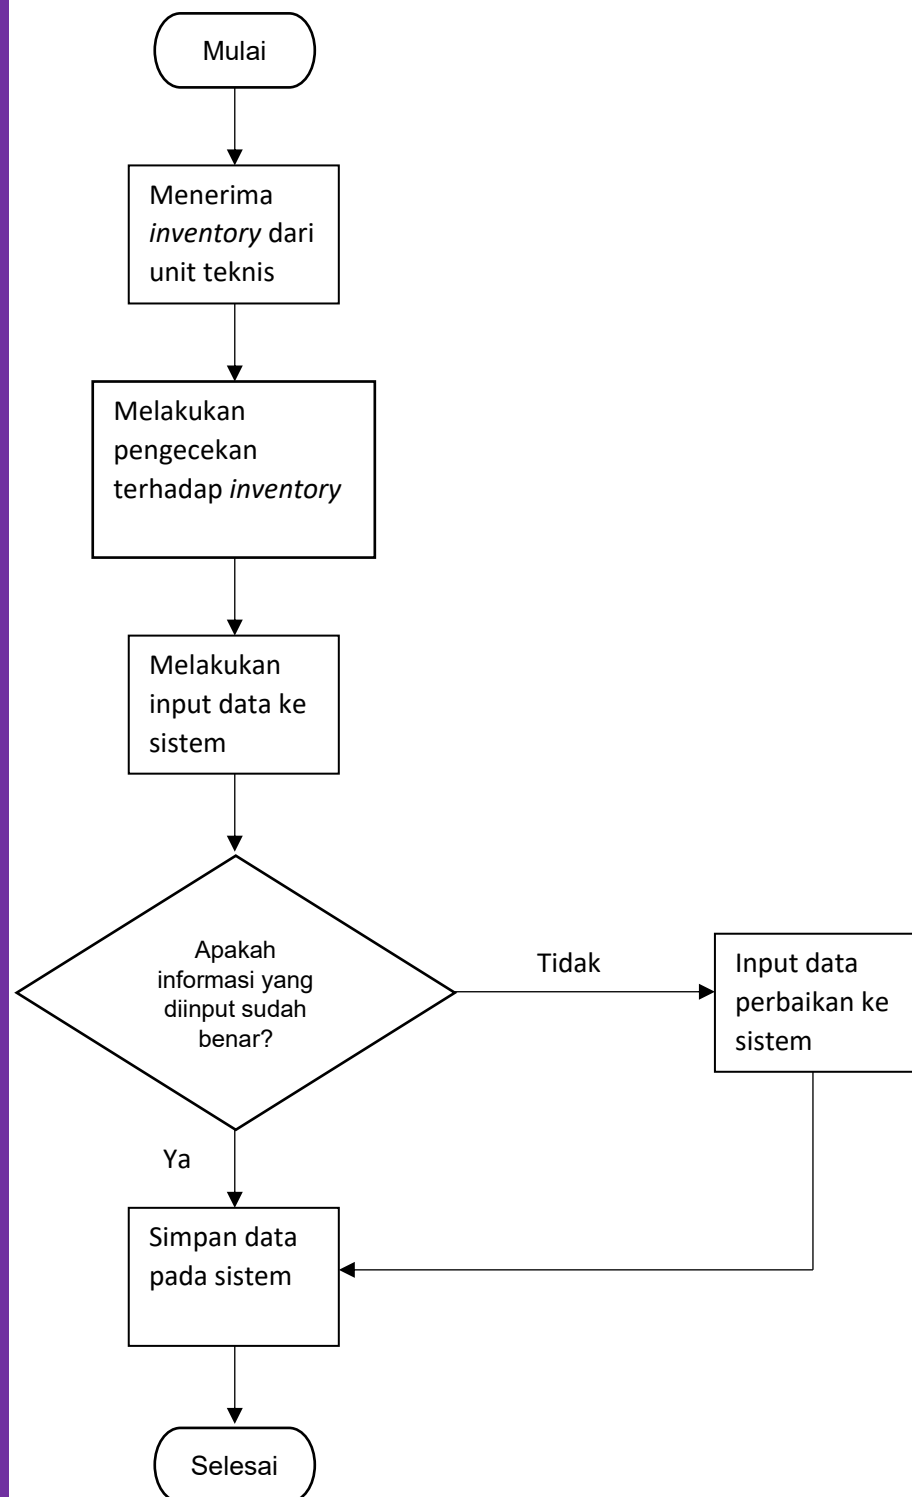 Mulai
Menerima
inventory dari
unit teknis
Melakukan
pengecekan
terhadap inventory
Melakukan
input data ke
sistem
Apakah
informasi yang
diinput sudah
benar?
Tidak
Input data
perbaikan ke
sistem
Ya
Simpan data
pada sistem
Selesai